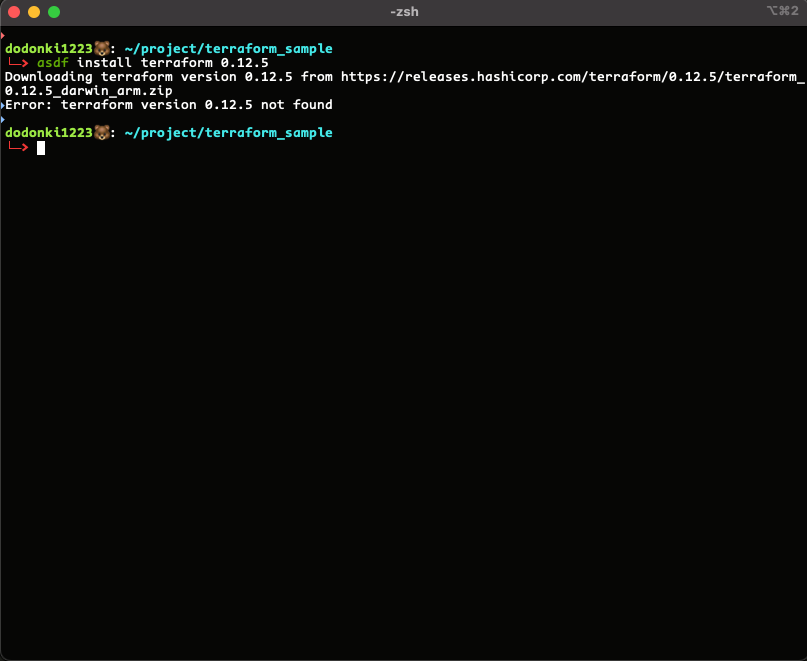 -zsh
⌥⌘2
dodonki1223🐻: ~/project/terraform_sample
└─> asdf install terraform 0.12.5
Downloading terraform version 0.12.5 from https://releases.hashicorp.com/terraform/0.12.5/terraform_
0.12.5_darwin_arm.zip
Error: terraform version 0.12.5 not found
dodonki1223🐻: ~/project/terraform_sample
└─>